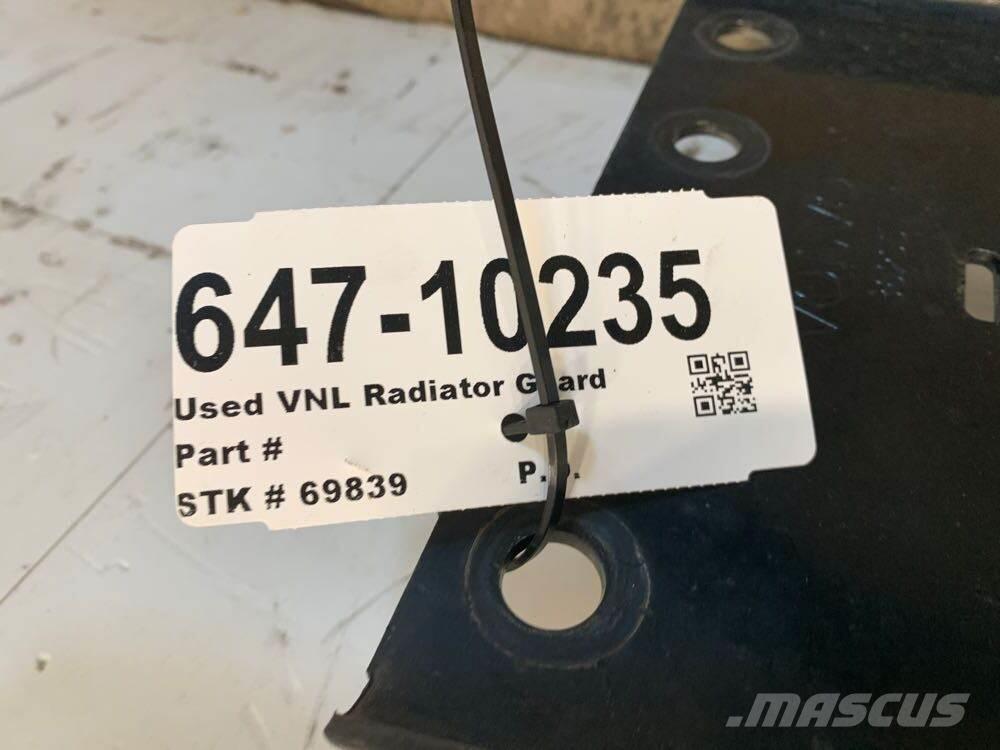 647-10235
Used VNL Radiator Guard
Part #
STK # 69839
.MASCUS